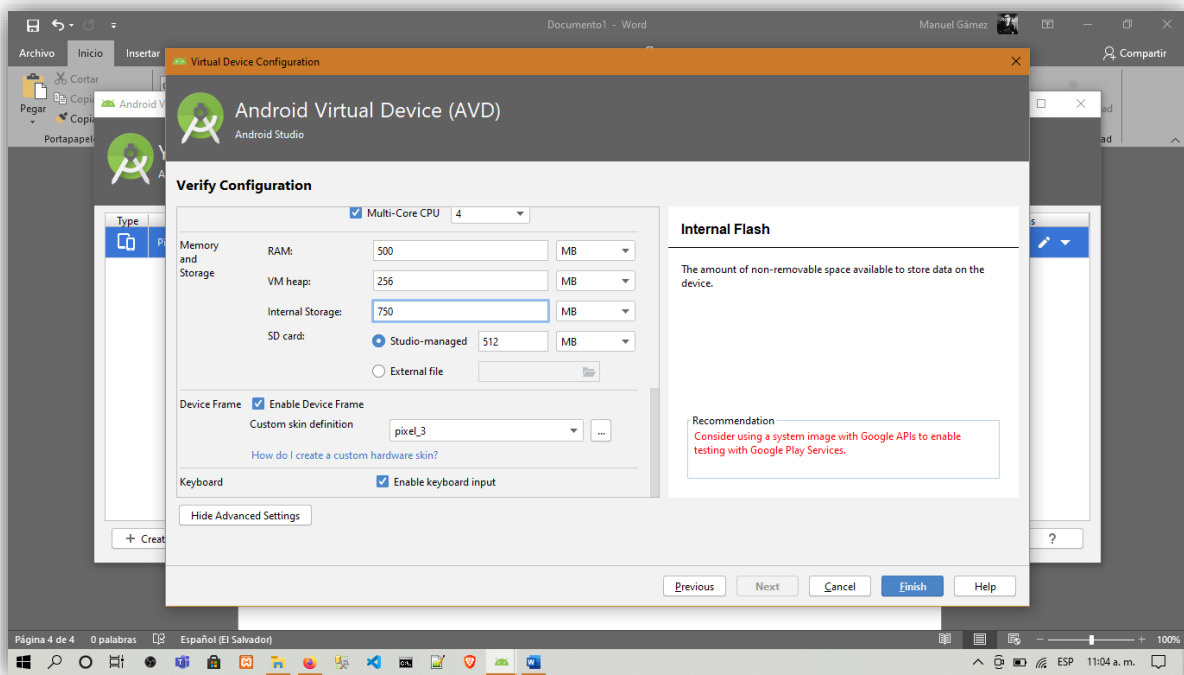 Documento1 - Word
Manuel Gámez
Archivo
Inicio
Insertar
Compartir
Pegar
Cortar
Portapapel
Android V
Type
Virtual Device Configuration
Android Virtual Device (AVD)
Android Studio
Verify Configuration
Multi-Core CPU 4
Memory
and
Storage
RAM: 500 MB
VM heap: 256 MB
Internal Storage: 750 MB
SD card: Studio-managed 512 MB
External file
Device Frame Enable Device Frame
Custom skin definition pixel_3 ...
How do I create a custom hardware skin?
Keyboard Enable keyboard input
Hide Advanced Settings
Internal Flash
The amount of non-removable space available to store data on the
device.
Recommendation
Consider using a system image with Google APIs to enable
testing with Google Play Services.
+ Creat
?
Previous Next Cancel Finish Help
Página 4 de 4 0 palabras Español (El Salvador) 100%
ESP 11:04 a. m.